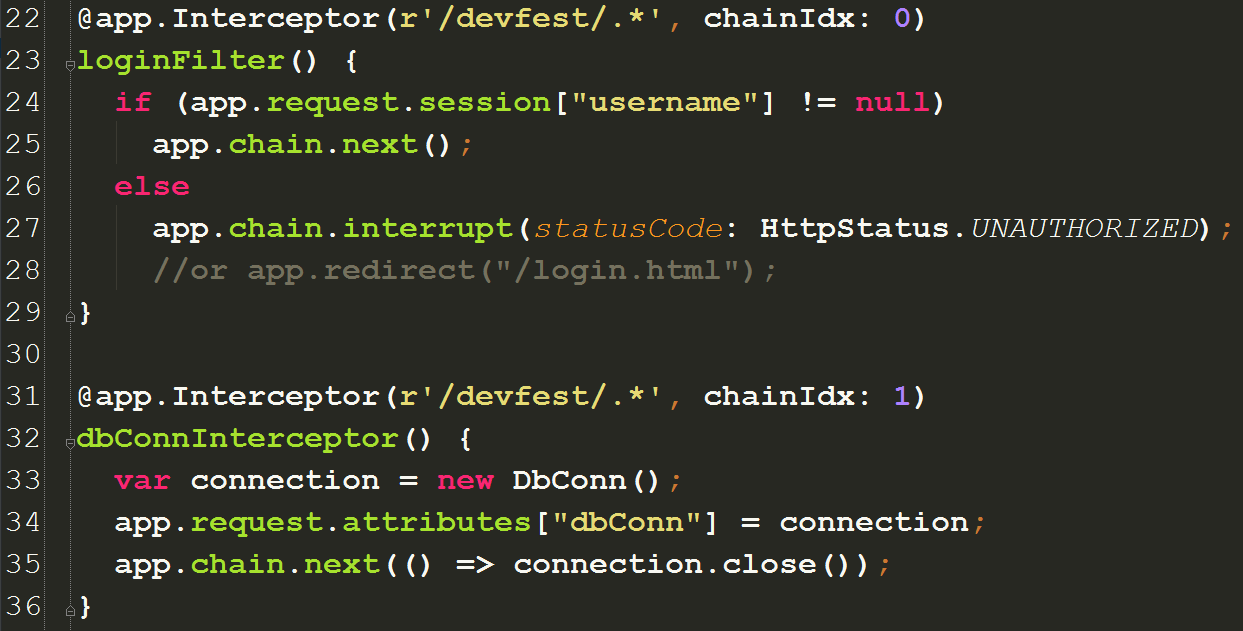 22 @app.Interceptor(r'/devfest/.*', chainIdx: 0)
23 loginFilter() {
24   if (app.request.session["username"] != null)
25     app.chain.next();
26   else
27     app.chain.interrupt(statusCode: HttpStatus.UNAUTHORIZED);
28     //or app.redirect("/login.html");
29 }
30
31 @app.Interceptor(r'/devfest/.*', chainIdx: 1)
32 dbConnInterceptor() {
33   var connection = new DbConn();
34   app.request.attributes["dbConn"] = connection;
35   app.chain.next(() => connection.close());
36 }